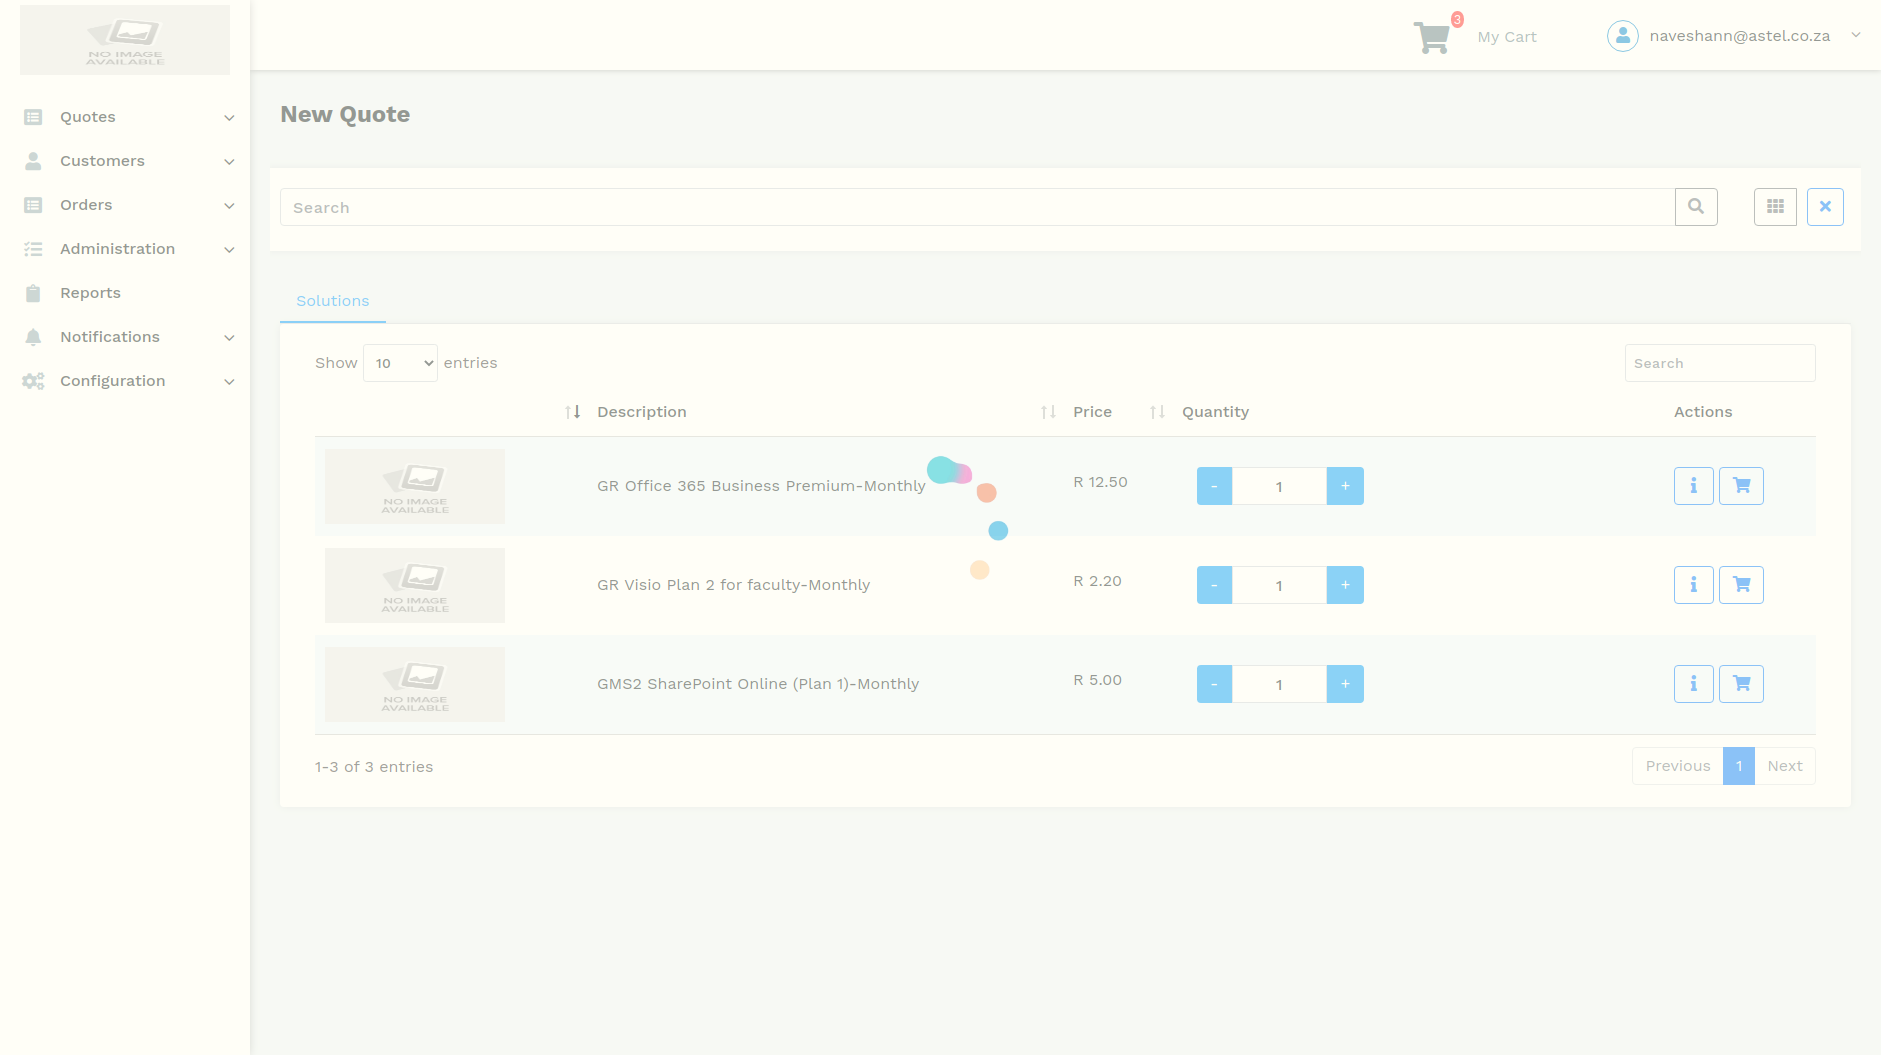 NO IMAGE
AVAILABLE
3
My Cart
naveshann@astel.co.za
Quotes
Customers
Orders
Administration
Reports
Notifications
Configuration
New Quote
Search
Solutions
Show 10 entries
Search
Description Price Quantity Actions
NO IMAGE
AVAILABLE
GR Office 365 Business Premium-Monthly R 12.50 - 1 +
NO IMAGE
AVAILABLE
GR Visio Plan 2 for faculty-Monthly R 2.20 - 1 +
NO IMAGE
AVAILABLE
GMS2 SharePoint Online (Plan 1)-Monthly R 5.00 - 1 +
1-3 of 3 entries
Previous 1 Next